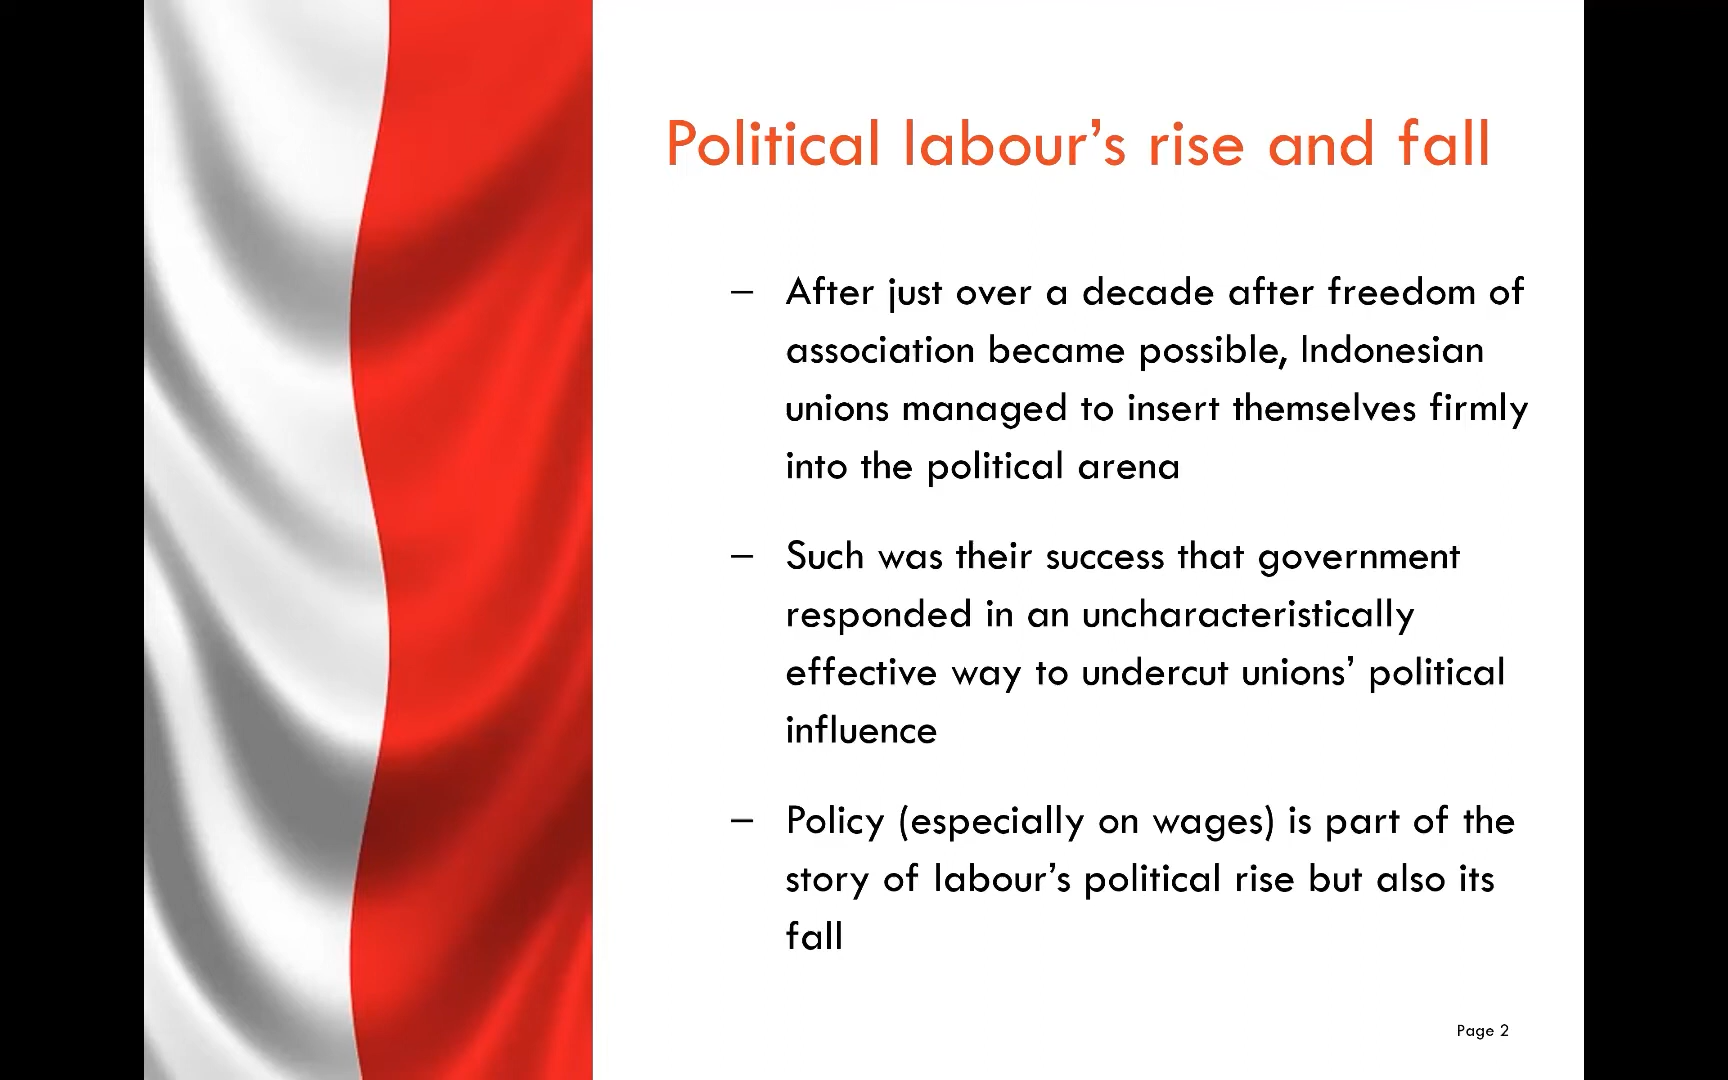 Political labour’s rise and fall
– After just over a decade after freedom of
association became possible, Indonesian
unions managed to insert themselves firmly
into the political arena
– Such was their success that government
responded in an uncharacteristically
effective way to undercut unions’ political
influence
– Policy (especially on wages) is part of the
story of labour’s political rise but also its
fall
Page 2